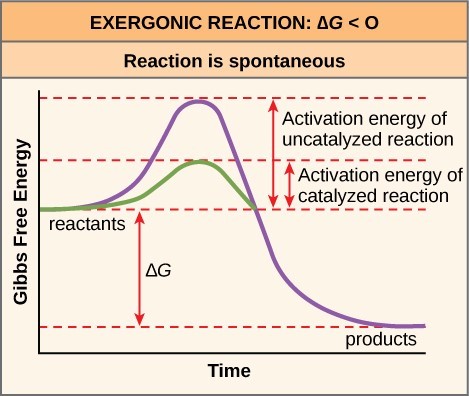 EXERGONIC REACTION: ΔG < O
Reaction is spontaneous
Activation energy of
uncatalyzed reaction
Activation energy of
catalyzed reaction
reactants
ΔG
products
Gibbs Free Energy
Time